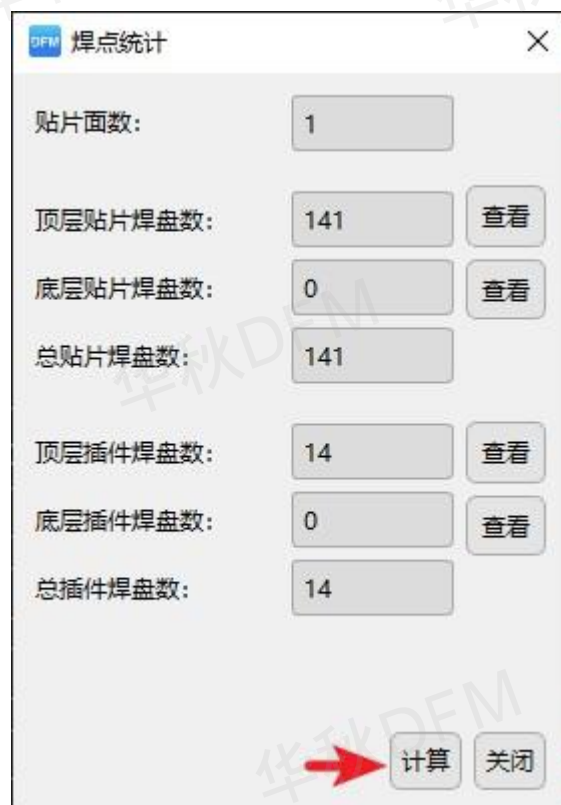 DFM 焊点统计
贴片面数: 1
顶层贴片焊盘数: 141 查看
底层贴片焊盘数: 0 查看
总贴片焊盘数: 141
顶层插件焊盘数: 14 查看
底层插件焊盘数: 0 查看
总插件焊盘数: 14
计算 关闭
华秋DFM
华秋DFM